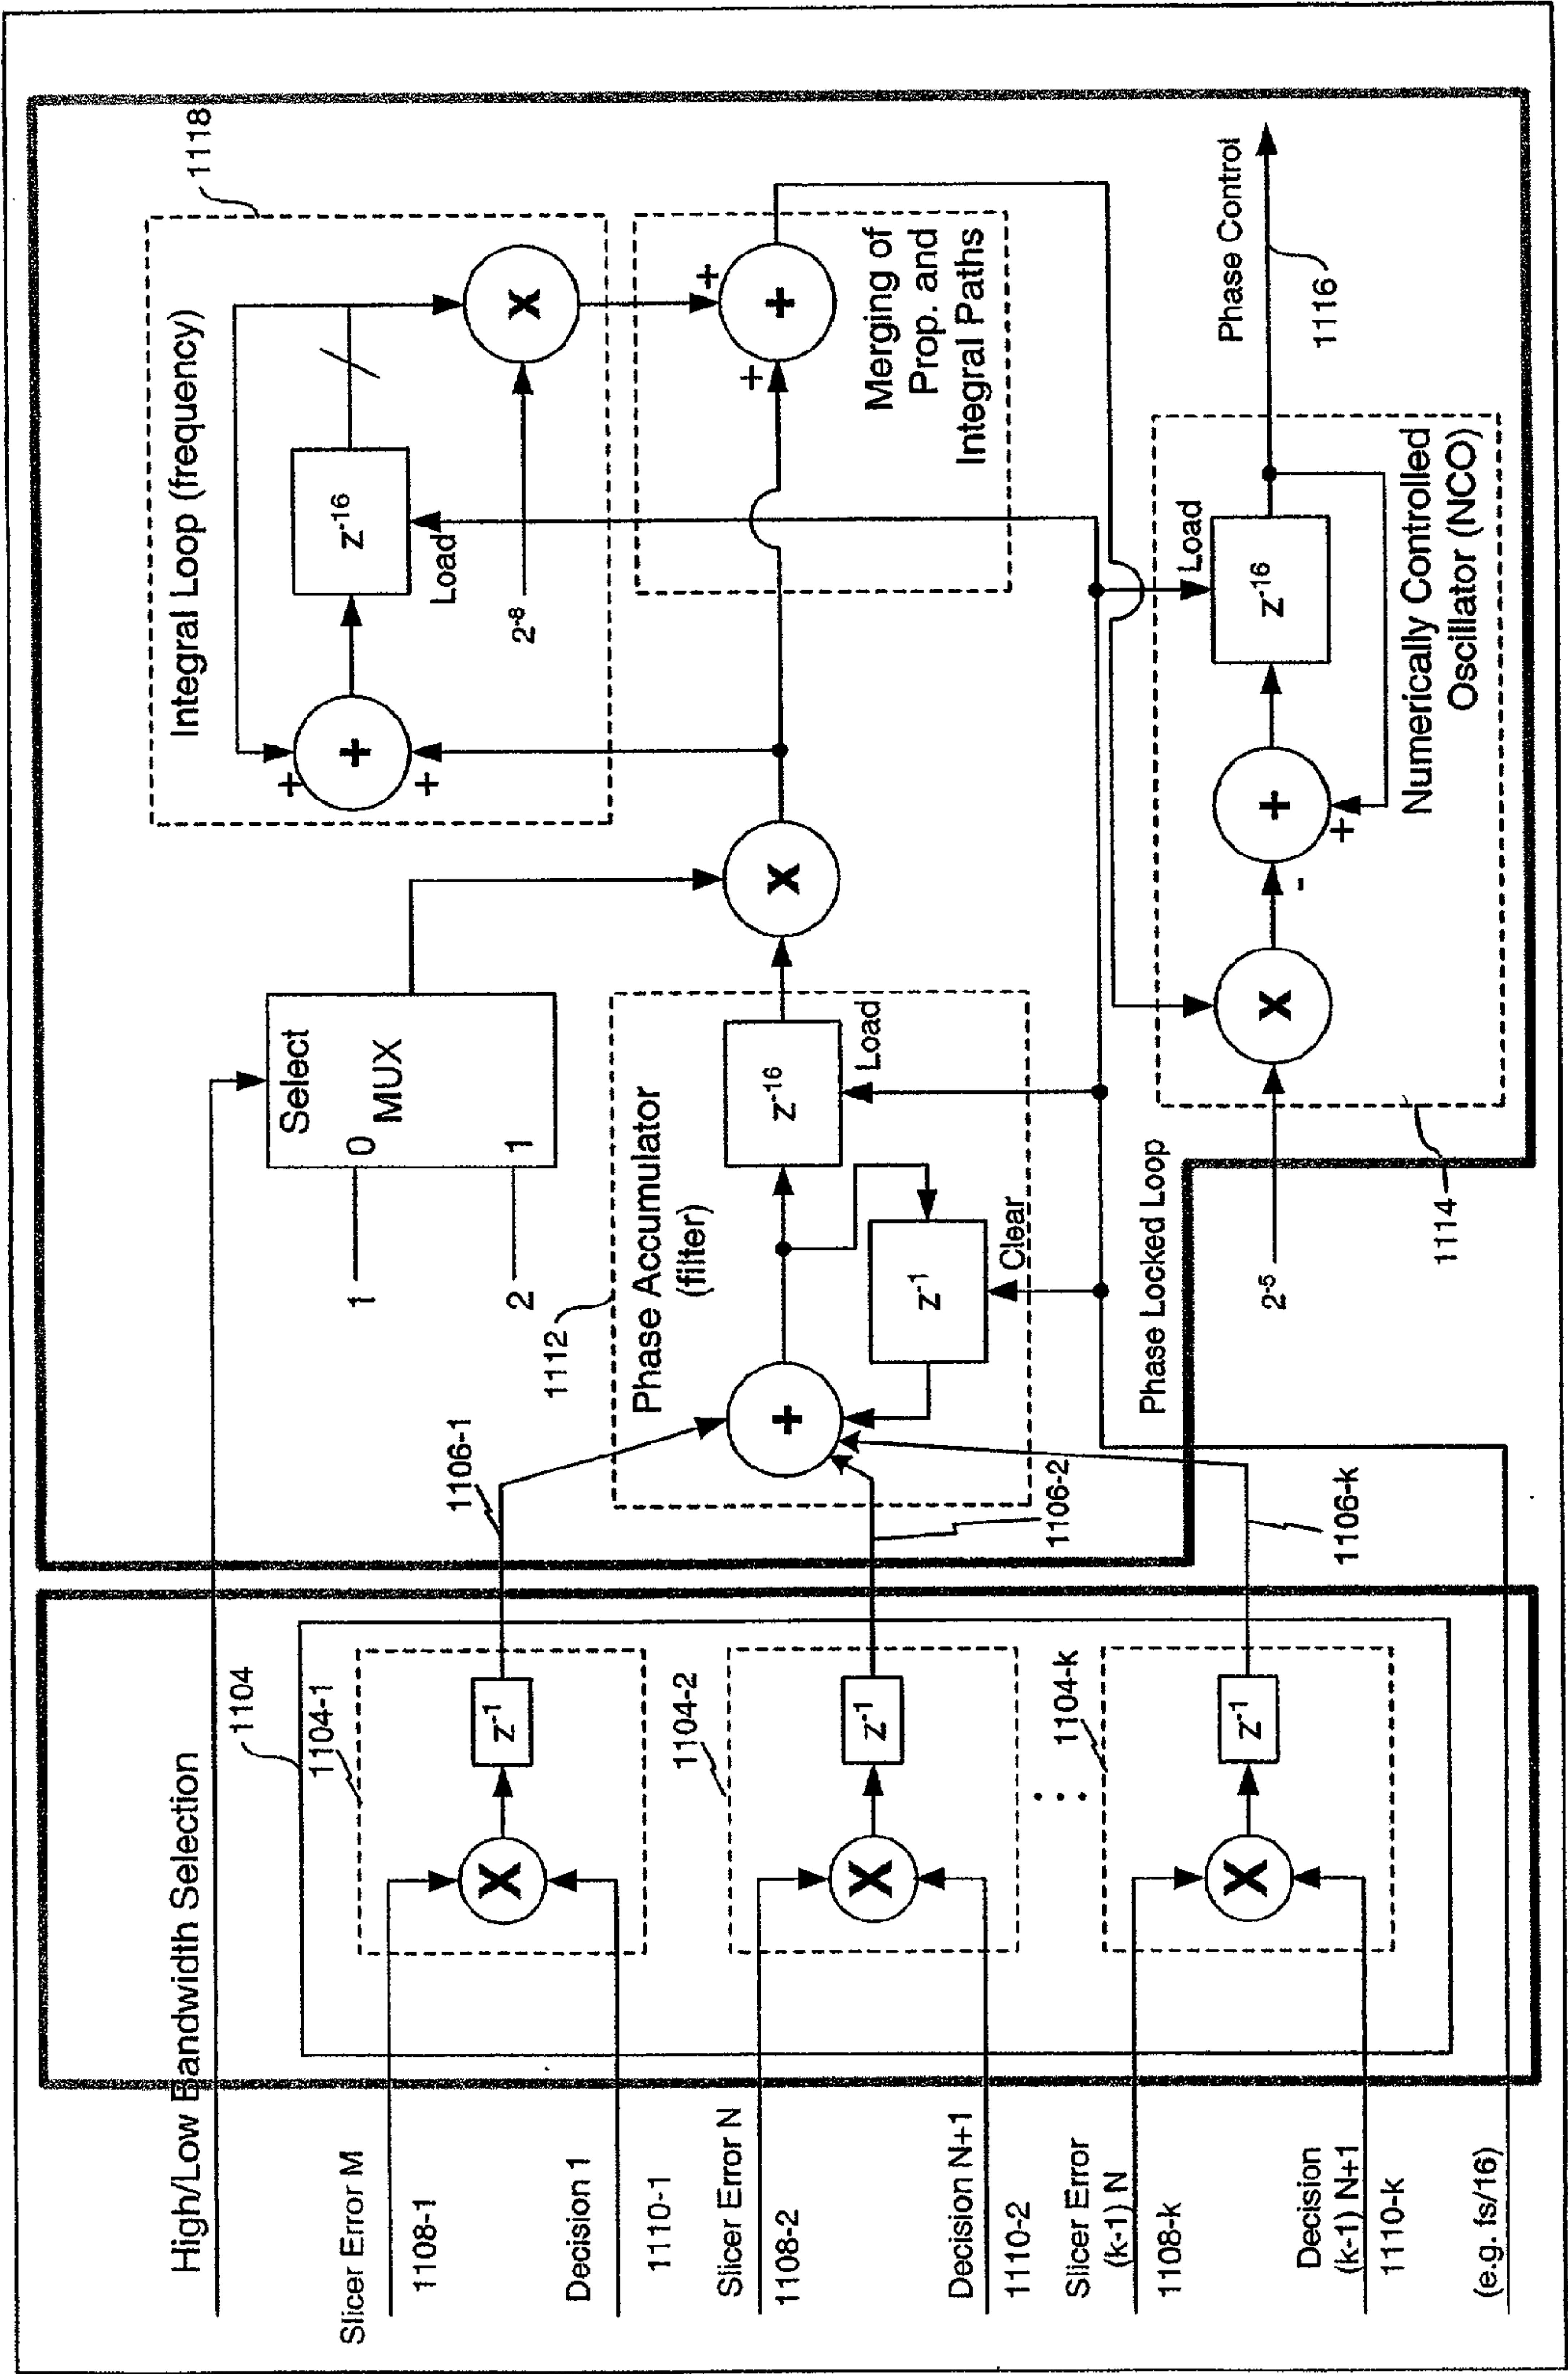 High/Low Bandwidth Selection
Slicer Error M
1108-1
Decision 1
1110-1
Slicer Error N
1108-2
Decision N+1
1110-2
Slicer Error
(k-1) N
1108-k
Decision
(k-1) N+1
1110-k
(e.g. fs/16)
1104
1104-1
X
z-1
1104-2
X
z-1
1104-k
X
z-1
1106-1
1106-2
1106-k
1
2
Select
0
MUX
1
1112
Phase Accumulator
(filter)
+
z-16
Load
z-1
Clear
X
Phase Locked Loop
1118
Integral Loop (frequency)
+
+
+
z-16
Load
2-8
X
+
+
+
Merging of
Prop. and
Integral Paths
2-5
1114
X
-
+
+
Load
z-16
Numerically Controlled
Oscillator (NCO)
Phase Control
1116